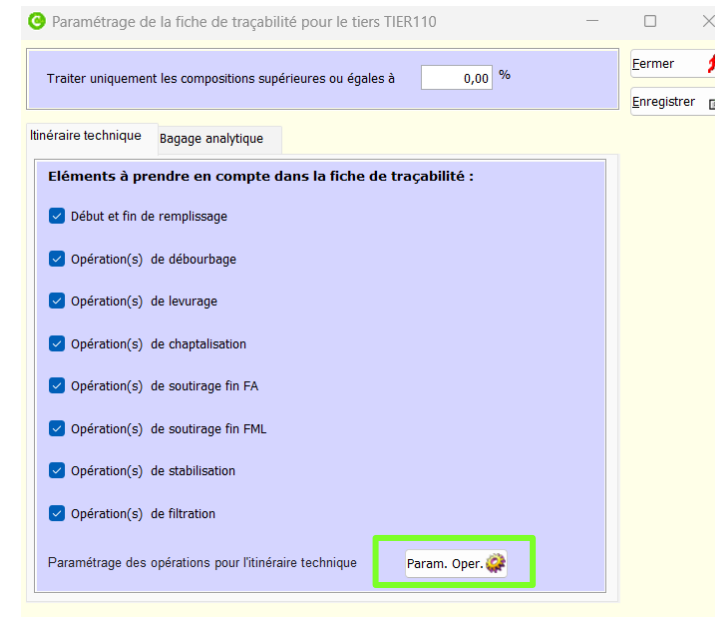 Paramétrage de la fiche de traçabilité pour le tiers TIER110
Traiter uniquement les compositions supérieures ou égales à 0,00 %
Fermer
Enregistrer
Itinéraire technique Bagage analytique
Eléments à prendre en compte dans la fiche de traçabilité :
Début et fin de remplissage
Opération(s) de débourbage
Opération(s) de levurage
Opération(s) de chaptalisation
Opération(s) de soutirage fin FA
Opération(s) de soutirage fin FML
Opération(s) de stabilisation
Opération(s) de filtration
Paramétrage des opérations pour l'itinéraire technique Param. Oper.